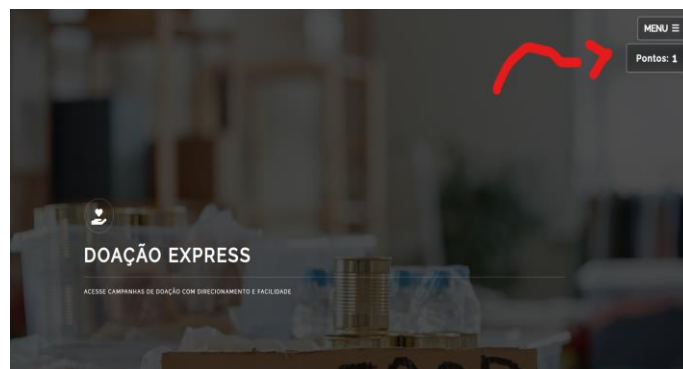 MENU ☰
Pontos: 1
DOAÇÃO EXPRESS
ACESSE CAMPANHAS DE DOAÇÃO COM DIRECIONAMENTO E FACILIDADE.